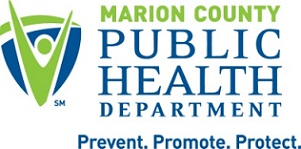 MARION COUNTY
PUBLIC
HEALTH
DEPARTMENT
SM
Prevent. Promote. Protect.